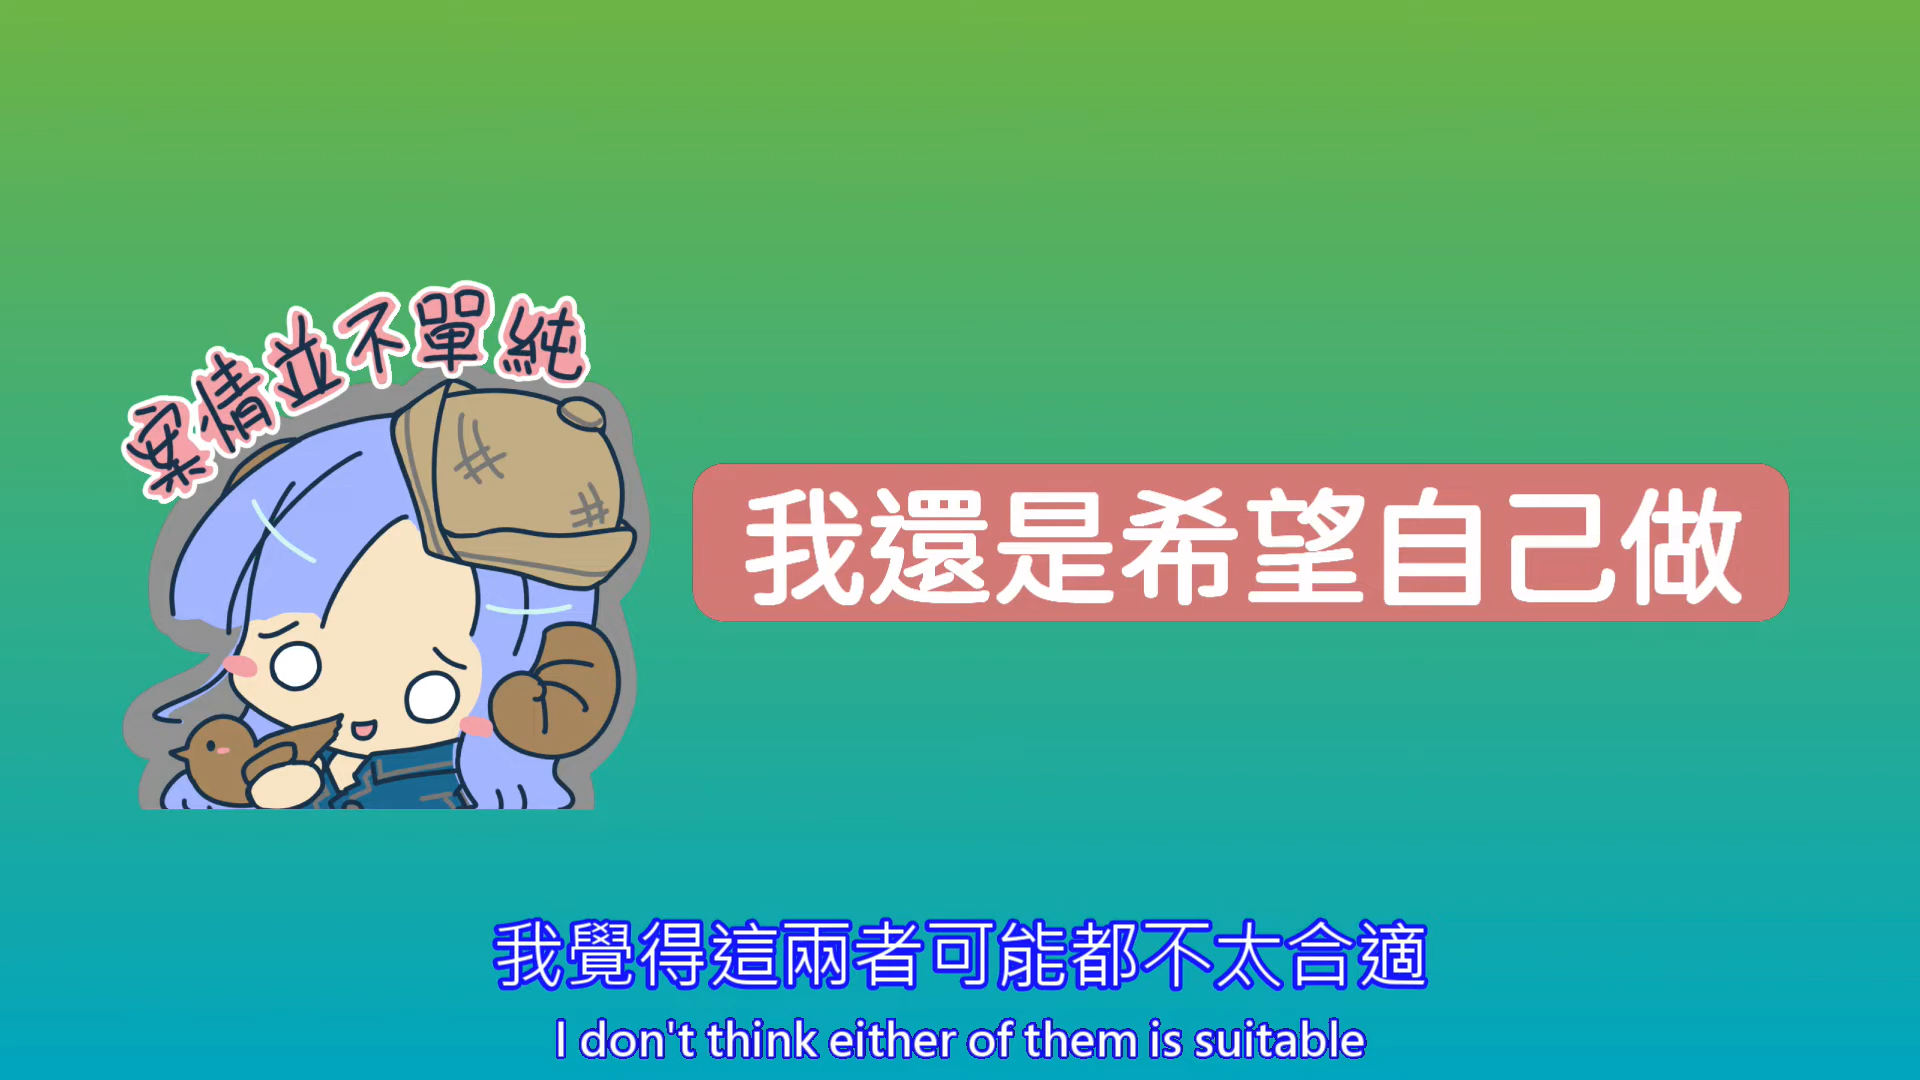 案情並不單純
我還是希望自己做
我覺得這兩者可能都不太合適
I don't think either of them is suitable